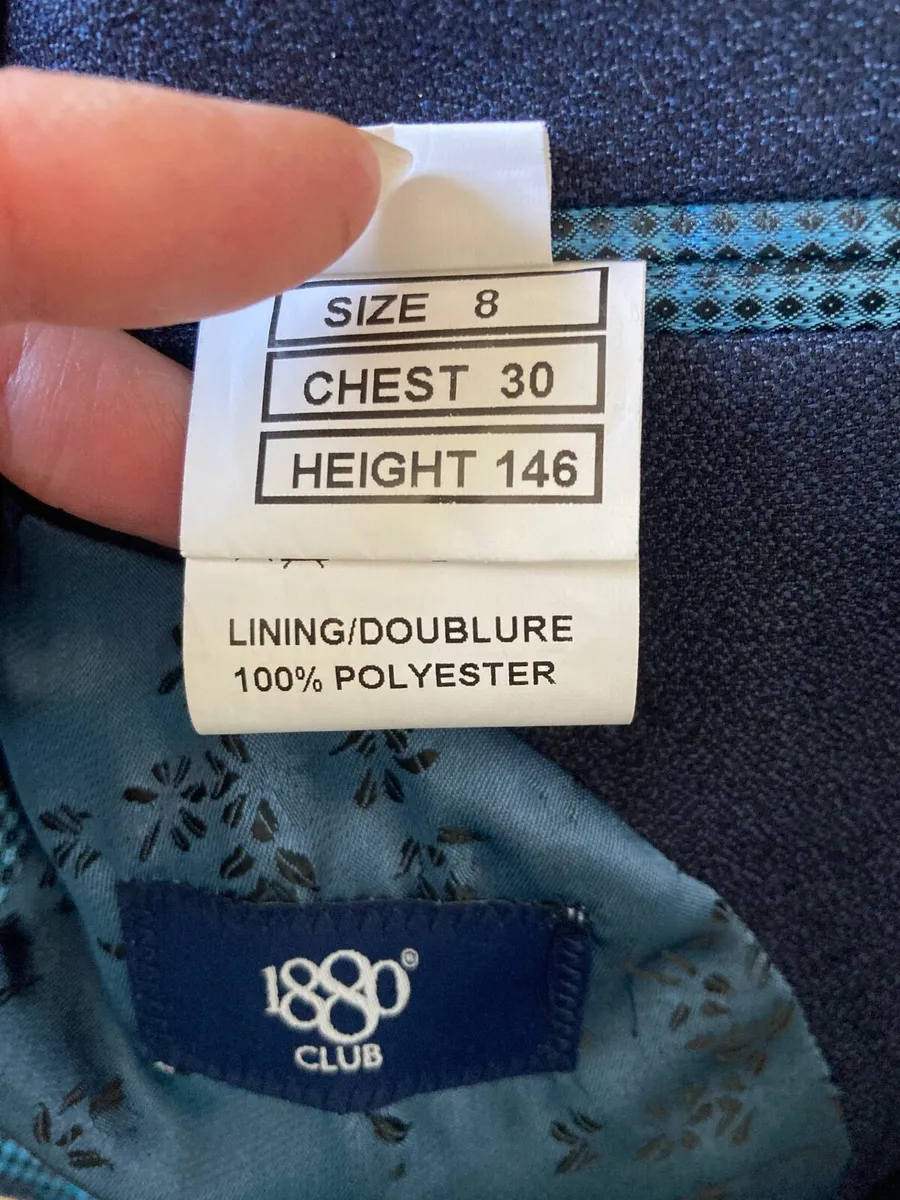 SIZE 8
CHEST 30
HEIGHT 146
LINING/DOUBLURE
100% POLYESTER
1880®
CLUB